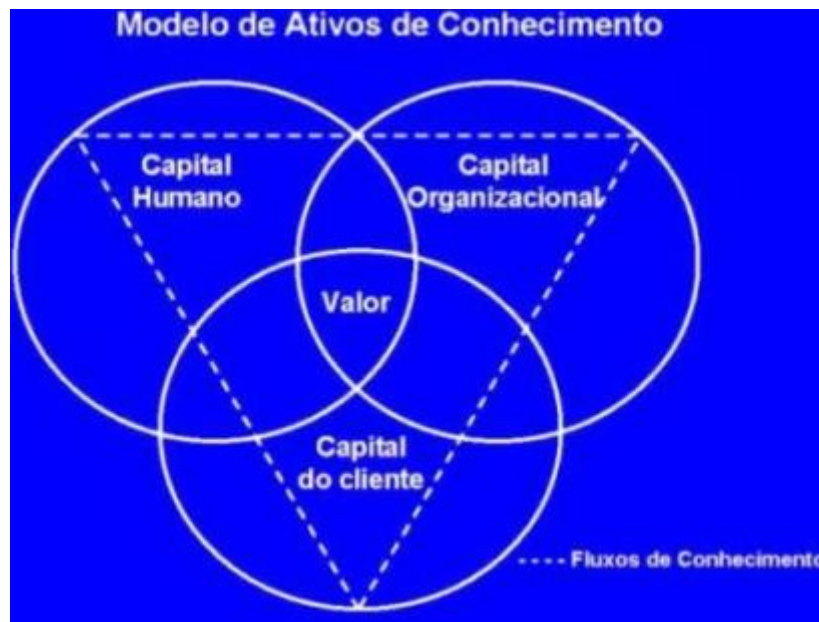 Modelo de Ativos de Conhecimento
Capital
Humano
Capital
Organizacional
Valor
Capital
do cliente
Fluxos de Conhecimento